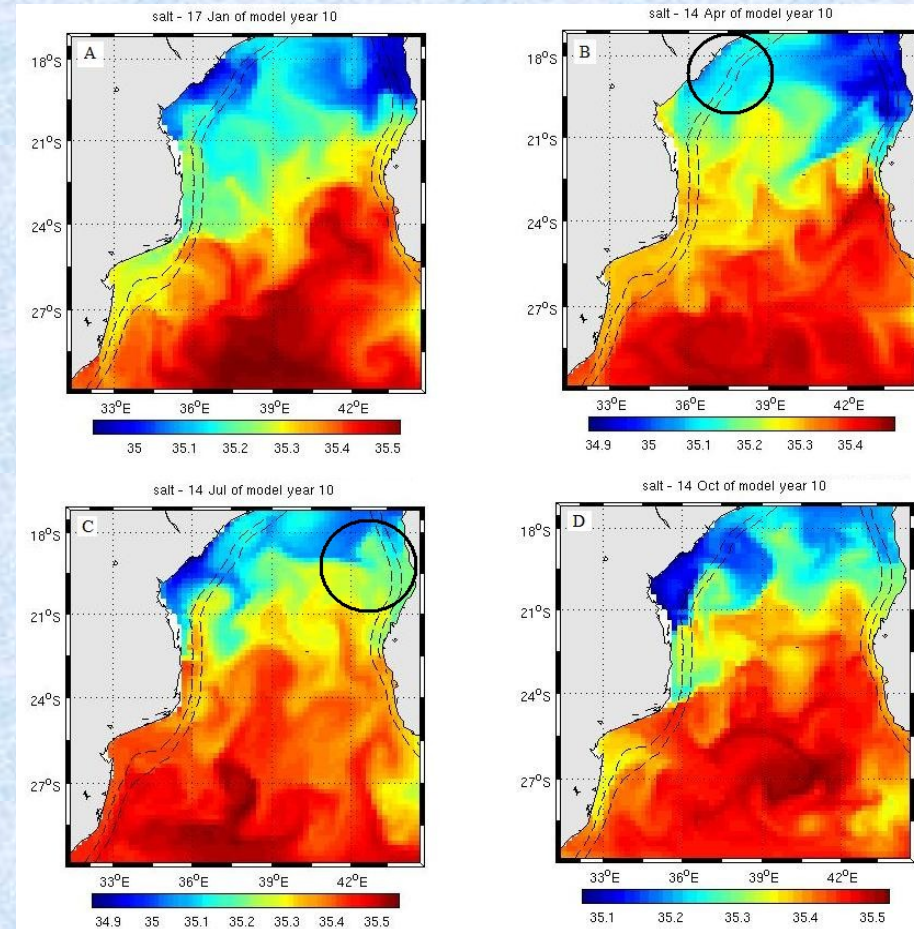 salt - 17 Jan of model year 10
A
18°S
21°S
24°S
27°S
33°E 36°E 39°E 42°E
35 35.1 35.2 35.3 35.4 35.5
salt - 14 Apr of model year 10
B
18°S
21°S
24°S
27°S
33°E 36°E 39°E 42°E
34.9 35 35.1 35.2 35.3 35.4
salt - 14 Jul of model year 10
C
18°S
21°S
24°S
27°S
33°E 36°E 39°E 42°E
34.9 35 35.1 35.2 35.3 35.4 35.5
salt - 14 Oct of model year 10
D
18°S
21°S
24°S
27°S
33°E 36°E 39°E 42°E
35.1 35.2 35.3 35.4 35.5